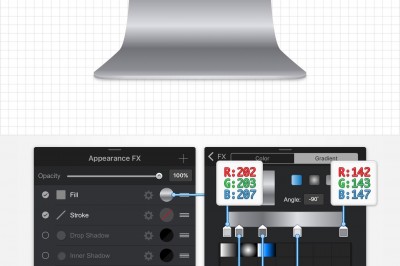 Appearance FX
FX
Color
Gradient
Opacity
100%
R:202
G:203
B:207
R:142
G:143
B:147
Fill
Angle:
-90°
Stroke
Drop Shadow
Inner Shadow